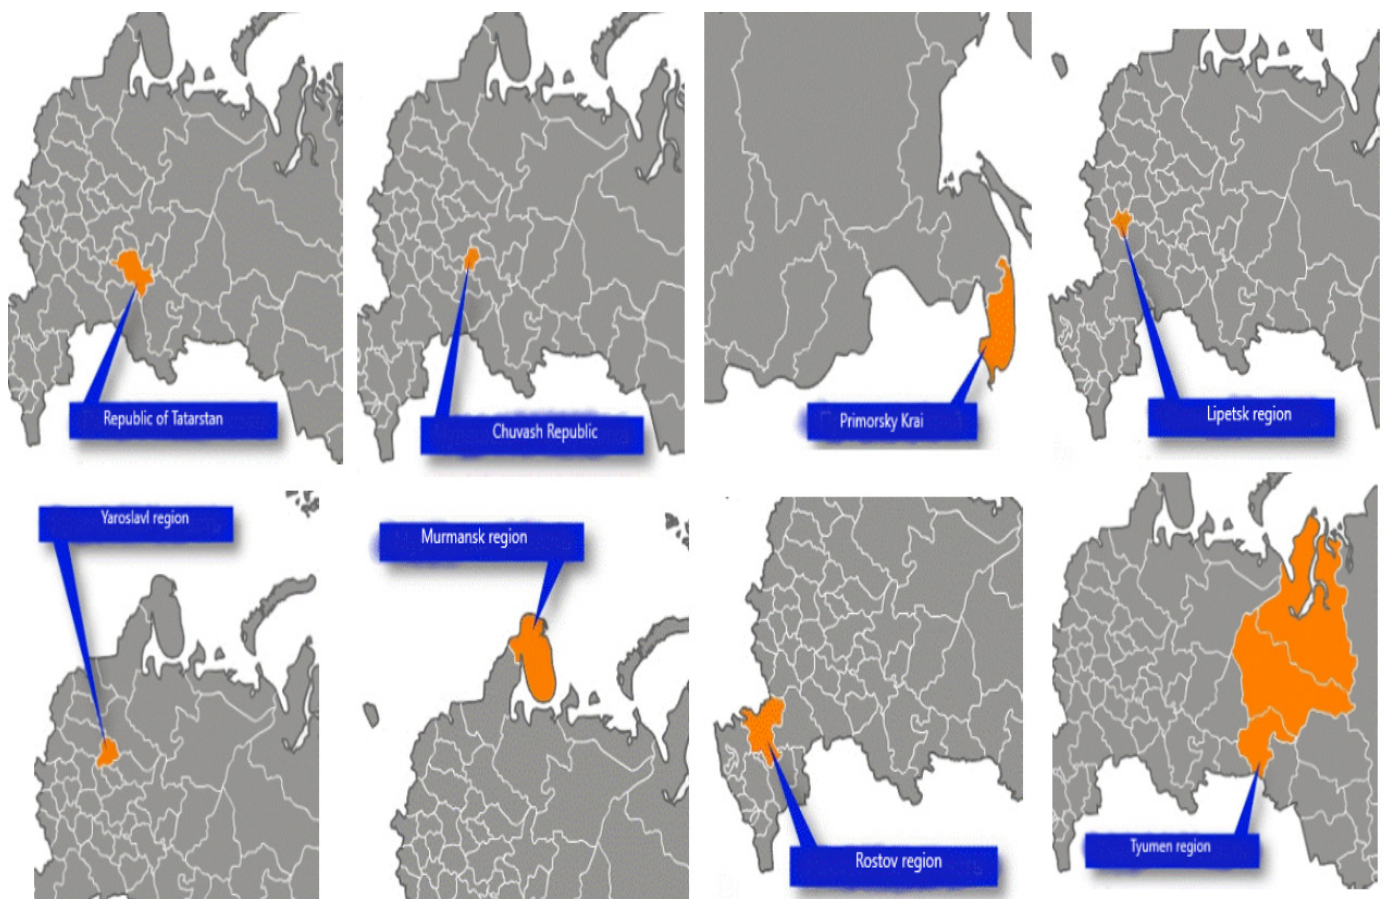 Republic of Tatarstan
Chuvash Republic
Primorsky Krai
Lipetsk region
Yaroslavl region
Murmansk region
Rostov region
Tyumen region